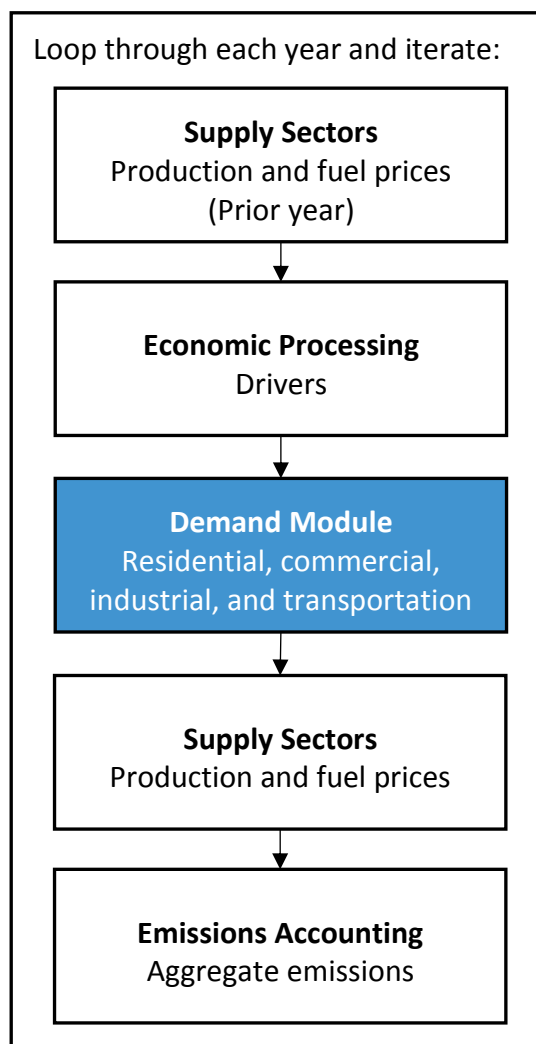 Loop through each year and iterate:
Supply Sectors
Production and fuel prices
(Prior year)
Economic Processing
Drivers
Demand Module
Residential, commercial,
industrial, and transportation
Supply Sectors
Production and fuel prices
Emissions Accounting
Aggregate emissions